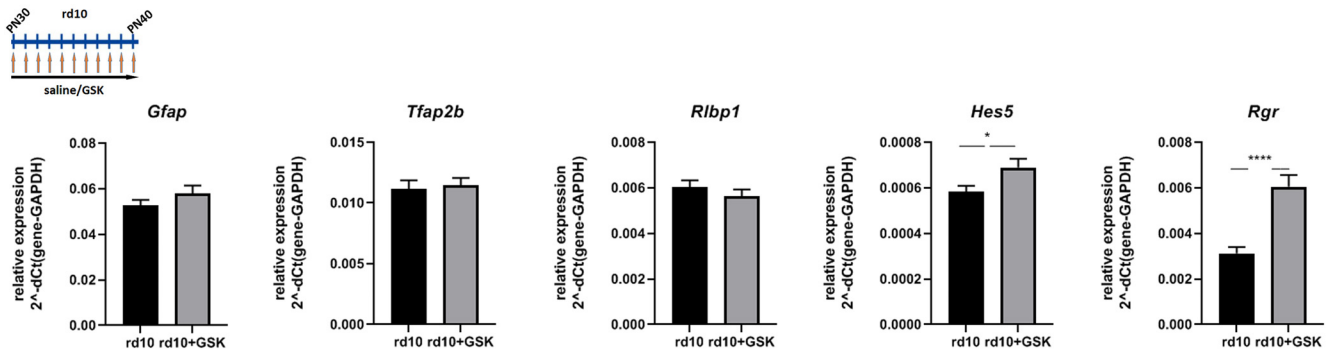 PN30
rd10
PN40
saline/GSK
Gfap
relative expression
2^-dCt(gene-GAPDH)
0.08
0.06
0.04
0.02
0.00
rd10 rd10+GSK
Tfap2b
relative expression
2^-dCt(gene-GAPDH)
0.015
0.010
0.005
0.000
rd10 rd10+GSK
Rlbp1
relative expression
2^-dCt(gene-GAPDH)
0.008
0.006
0.004
0.002
0.000
rd10 rd10+GSK
Hes5
relative expression
2^-dCt(gene-GAPDH)
0.0008
0.0006
0.0004
0.0002
0.0000
*
rd10 rd10+GSK
Rgr
relative expression
2^-dCt(gene-GAPDH)
0.008
0.006
0.004
0.002
0.000
****
rd10 rd10+GSK